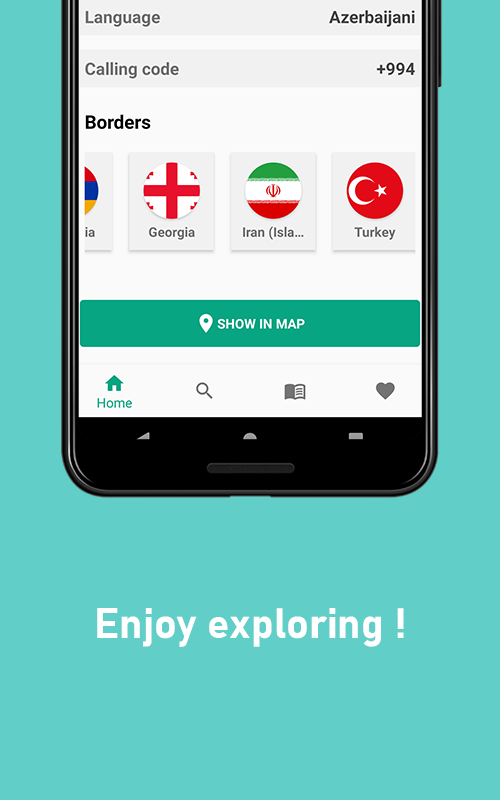 Language Azerbaijani
Calling code +994
Borders
ia Georgia Iran (Isla... Turkey
SHOW IN MAP
Home
Enjoy exploring !